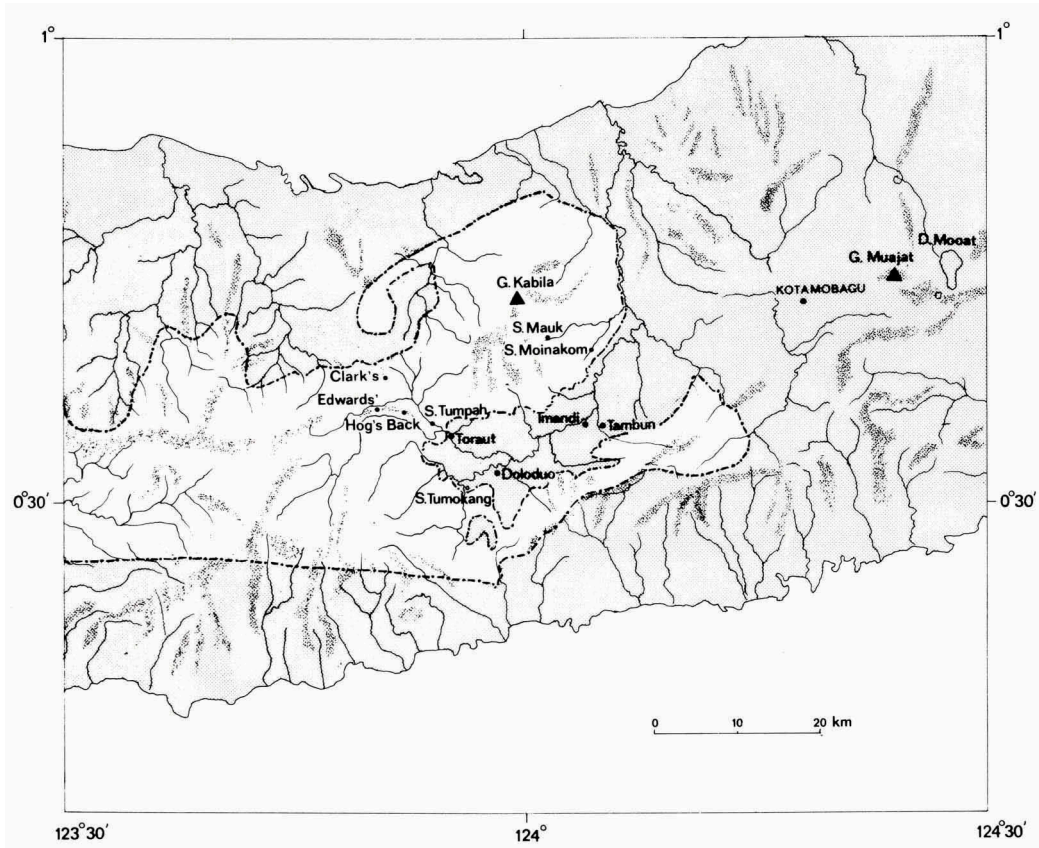 1°
1°
D. Mooat
G. Muajat
G. Kabila
KOTAMOBAGU
S. Mauk
S. Moinakom
Clark's
Edwards'
S. Tumpah
Hog's Back
Imandi
Tambun
Toraut
Doloduo
0°30'
S. Tumokang
0°30'
0 10 20 km
123°30'
124°
124°30'